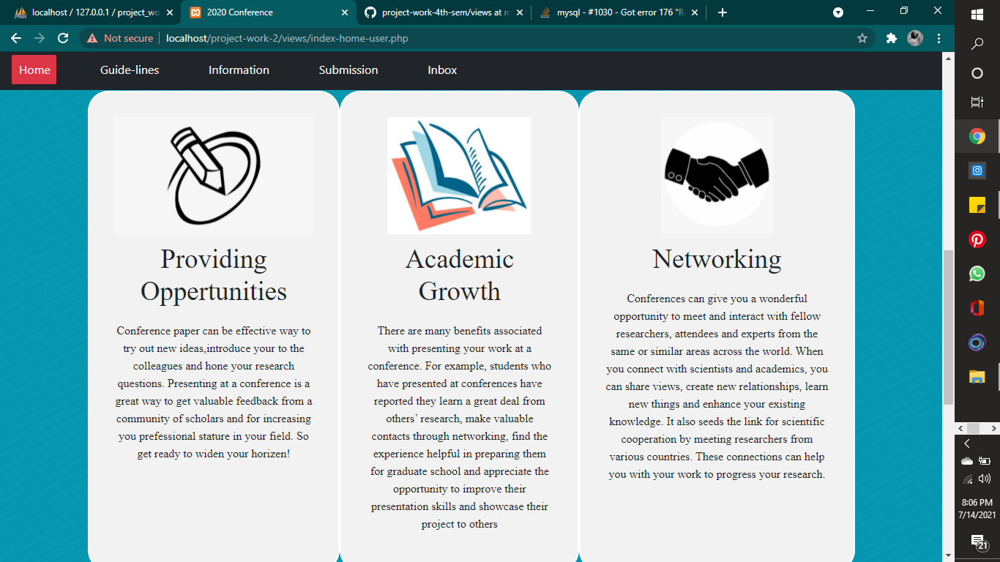 localhost / 127.0.0.1 / project_wo
2020 Conference
project-work-4th-sem/views at m
mysql - #1030 - Got error 176 "R
Not secure
localhost/project-work-2/views/index-home-user.php
Home
Guide-lines
Information
Submission
Inbox
Providing
Oppertunities
Conference paper can be effective way to
try out new ideas,introduce your to the
colleagues and hone your research
questions. Presenting at a conference is a
great way to get valuable feedback from a
community of scholars and for increasing
you prefessional stature in your field. So
get ready to widen your horizen!
Academic
Growth
There are many benefits associated
with presenting your work at a
conference. For example, students who
have presented at conferences have
reported they learn a great deal from
others’ research, make valuable
contacts through networking, find the
experience helpful in preparing them
for graduate school and appreciate the
opportunity to improve their
presentation skills and showcase their
project to others
Networking
Conferences can give you a wonderful
opportunity to meet and interact with fellow
researchers, attendees and experts from the
same or similar areas across the world. When
you connect with scientists and academics, you
can share views, create new relationships, learn
new things and enhance your existing
knowledge. It also seeds the link for scientific
cooperation by meeting researchers from
various countries. These connections can help
you with your work to progress your research.
8:06 PM
7/14/2021
21